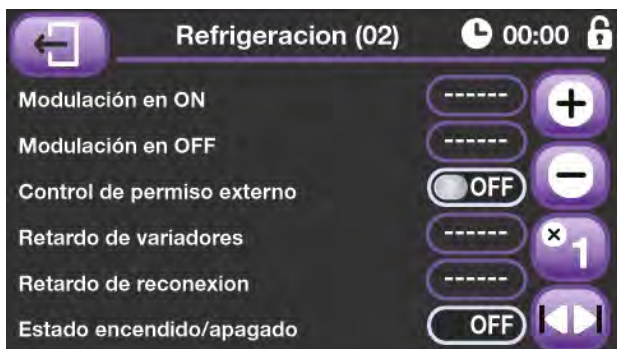 Refrigeracion (02) 00:00
Modulación en ON ------
Modulación en OFF ------
Control de permiso externo OFF
Retardo de variadores ------ ×1
Retardo de reconexion ------
Estado encendido/apagado OFF